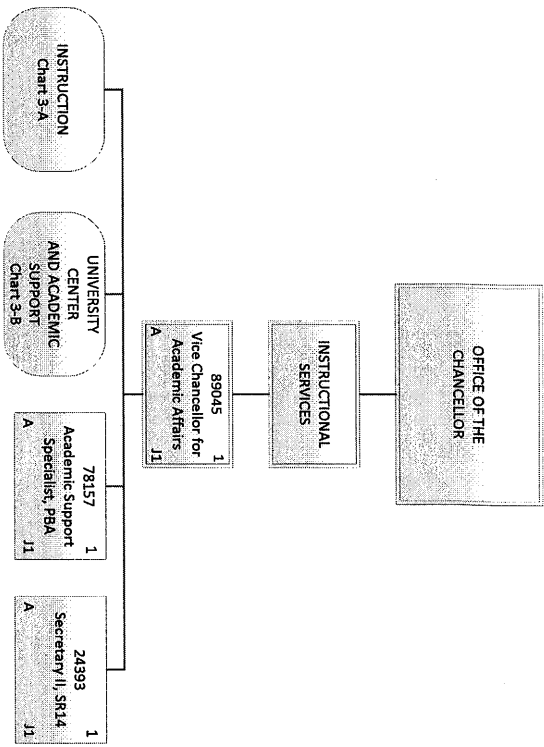 OFFICE OF THE
CHANCELLOR
INSTRUCTIONAL
SERVICES
89045 1
Vice Chancellor for
Academic Affairs
A J1
INSTRUCTION
Chart 3-A
UNIVERSITY
CENTER
AND ACADEMIC
SUPPORT
Chart 3-B
78157 1
Academic Support
Specialist, PBA
A J1
24393 1
Secretary II, SR14
A J1